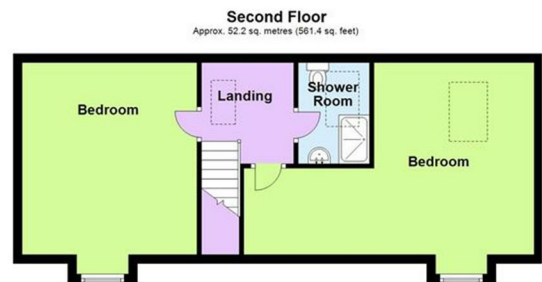 Second Floor
Approx. 52.2 sq. metres (561.4 sq. feet)
Bedroom
Landing
Shower
Room
Bedroom